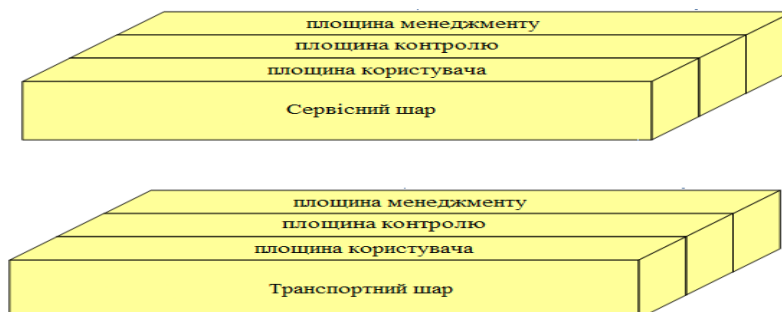 площина менеджменту
площина контролю
площина користувача
Сервісний шар
площина менеджменту
площина контролю
площина користувача
Транспортний шар